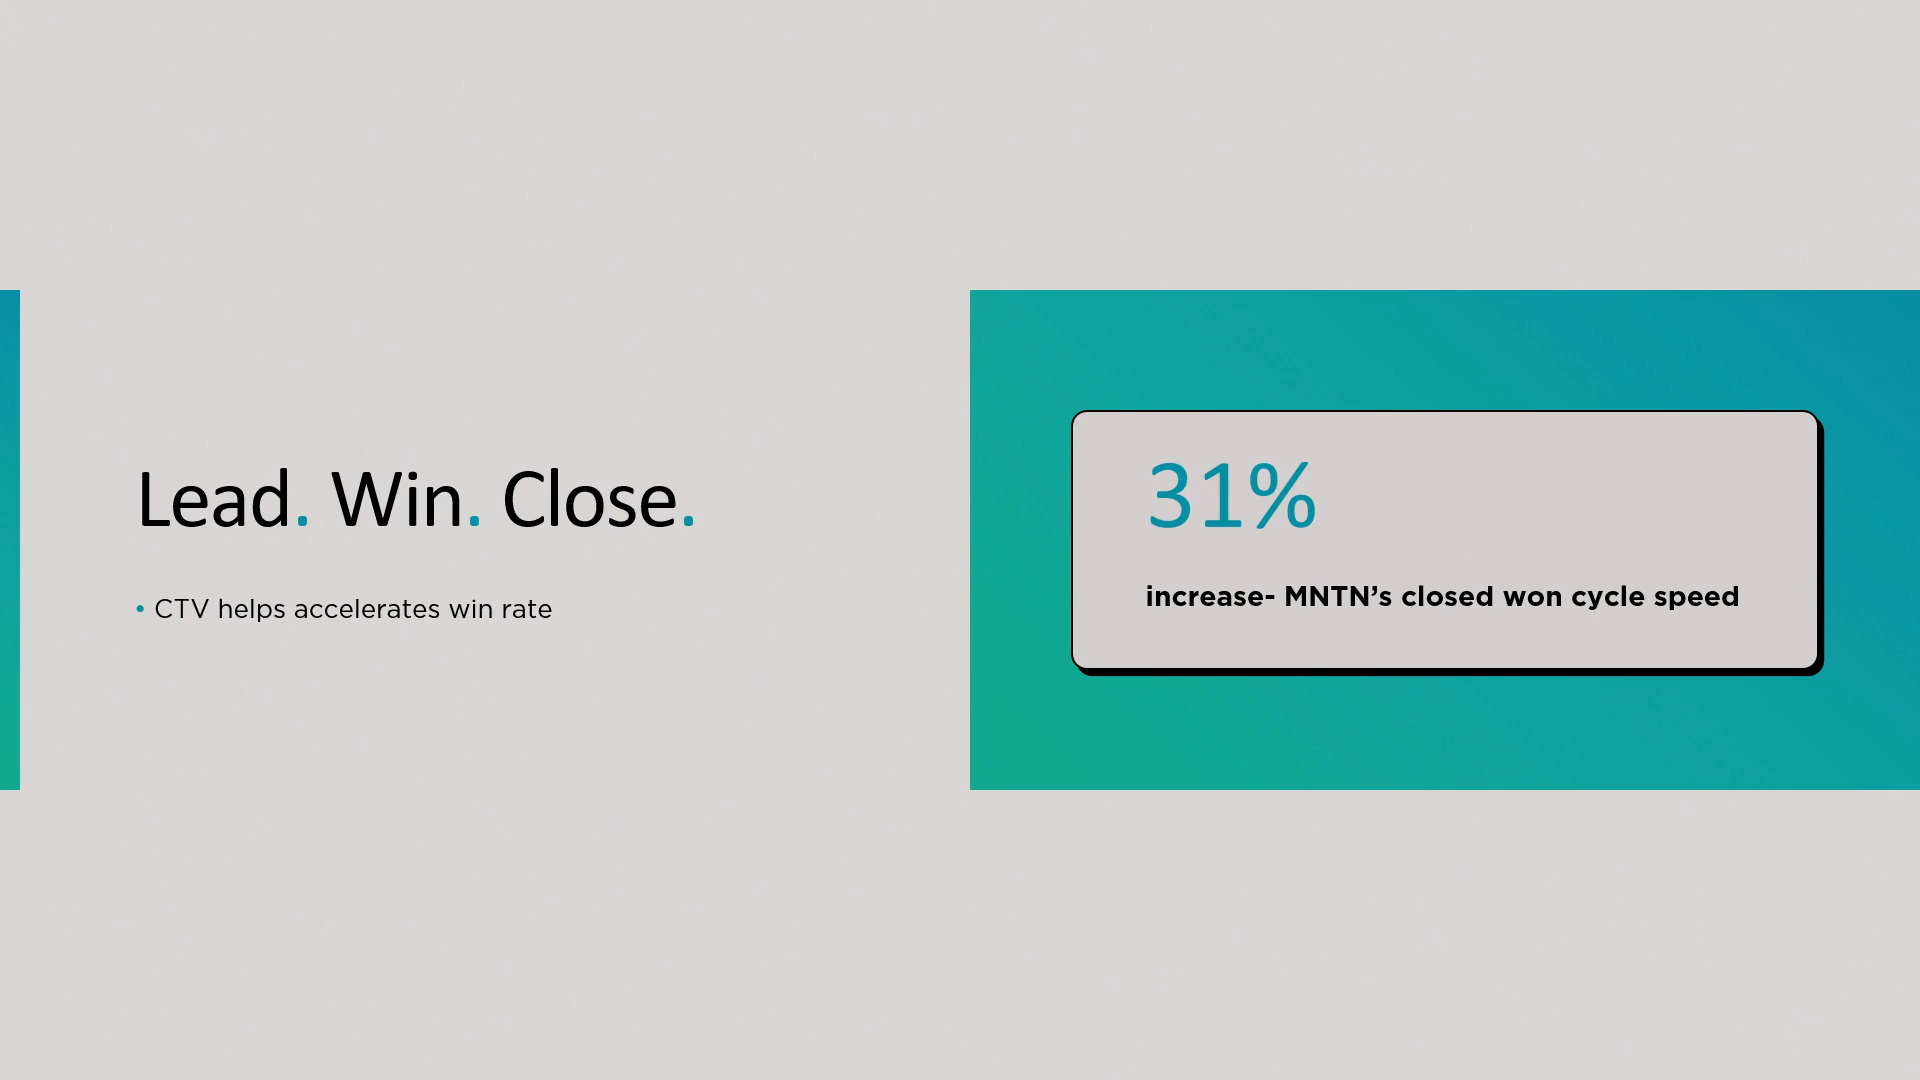 Lead. Win. Close.
• CTV helps accelerates win rate
31%
increase- MNTN’s closed won cycle speed